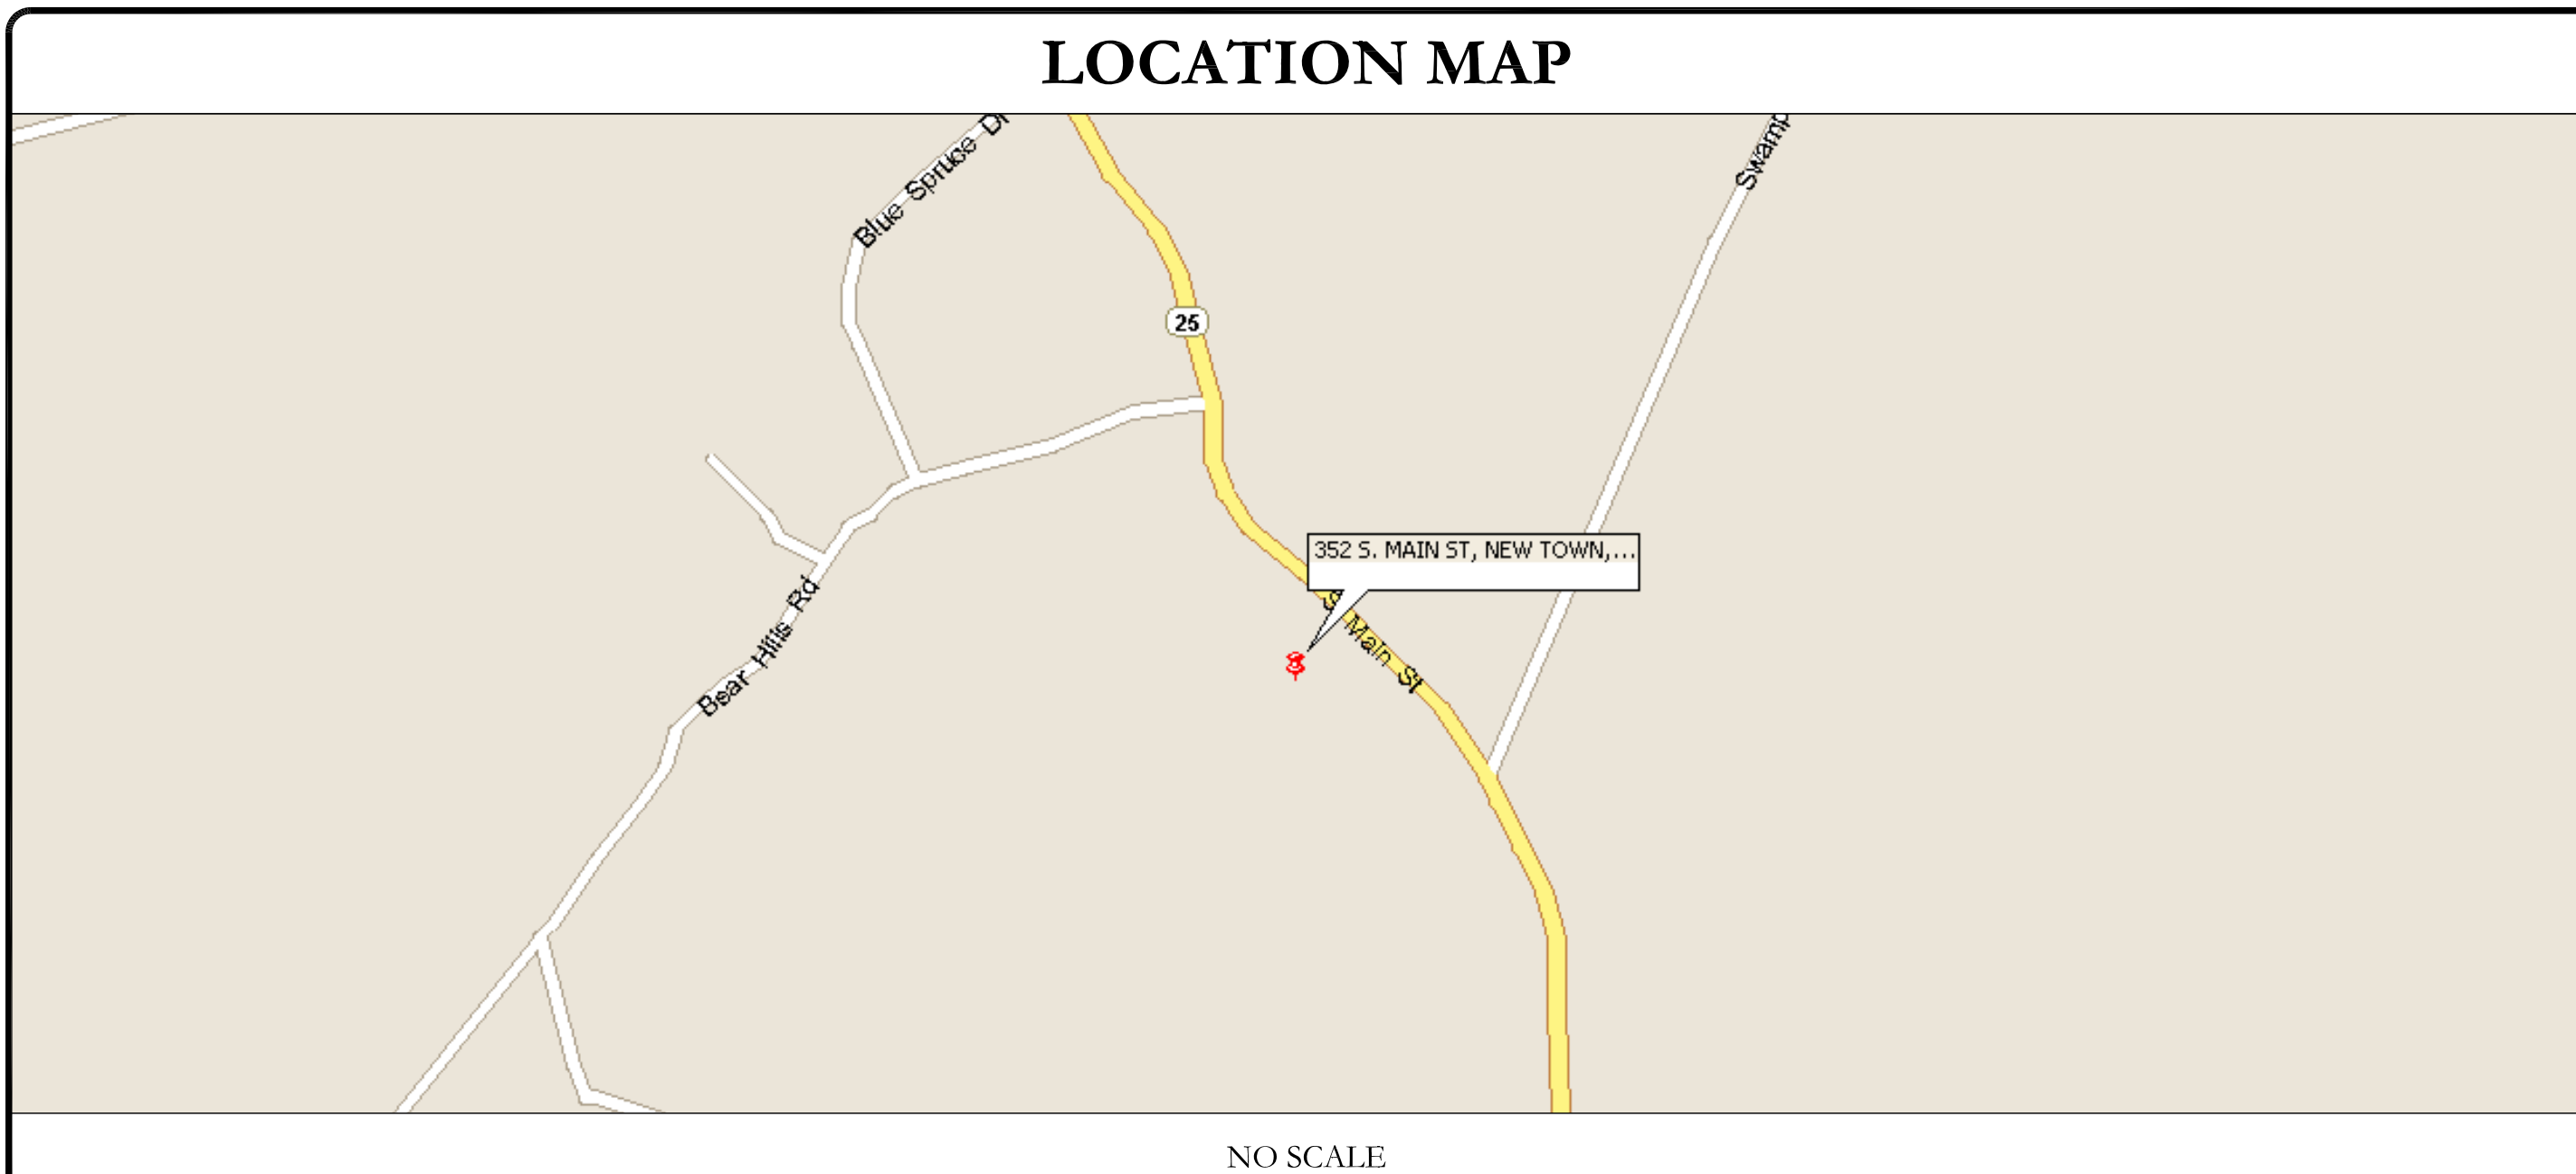 LOCATION MAP
Blue Spruce Dr
Swamp
25
352 S. MAIN ST, NEW TOWN,...
S Main St
Bear Hills Rd
NO SCALE